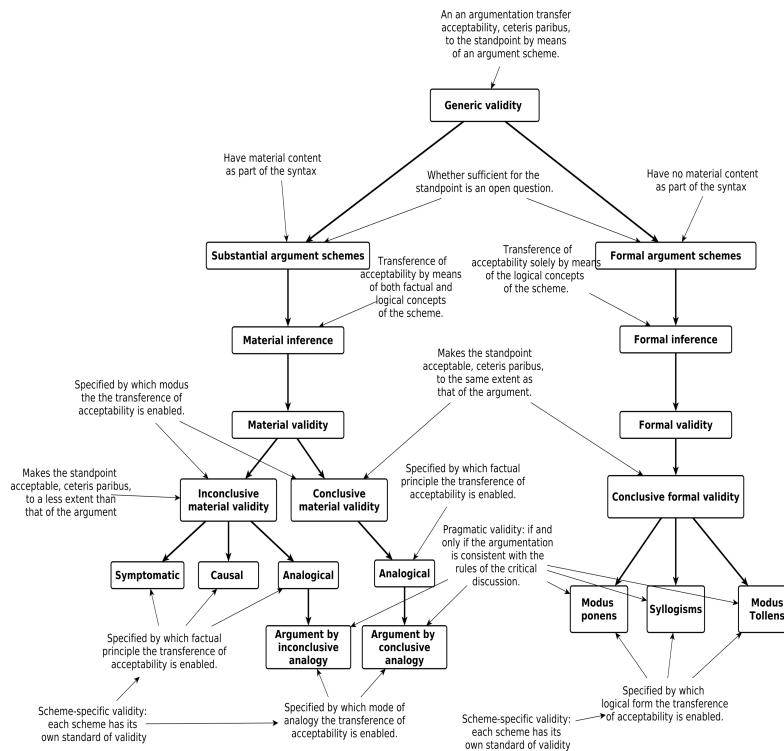 An an argumentation transfer
acceptability, ceteris paribus,
to the standpoint by means
of an argument scheme.
Generic validity
Have material content
as part of the syntax
Whether sufficient for the
standpoint is an open question.
Have no material content
as part of the syntax
Substantial argument schemes
Formal argument schemes
Transference of
acceptability by means
of both factual and
logical concepts
of the scheme.
Transference of
acceptability solely by means
of the logical concepts
of the scheme.
Material inference
Formal inference
Specified by which modus
the the transference of
acceptability is enabled.
Makes the standpoint
acceptable, ceteris paribus,
to the same extent as
that of the argument.
Material validity
Formal validity
Makes the standpoint
acceptable, ceteris paribus,
to a less extent than
that of the argument
Inconclusive
material validity
Conclusive
material validity
Specified by which factual
principle the transference of
acceptability is enabled.
Conclusive formal validity
Pragmatic validity: if and
only if the argumentation
is consistent with the
rules of the critical
discussion.
Symptomatic
Causal
Analogical
Analogical
Modus
ponens
Syllogisms
Modus
Tollens
Argument by
inconclusive
analogy
Argument by
conclusive
analogy
Specified by which factual
principle the transference of
acceptability is enabled.
Scheme-specific validity:
each scheme has its
own standard of validity
Specified by which mode of
analogy the transference of
acceptability is enabled.
Specified by which
logical form the transference
of acceptability is enabled.
Scheme-specific validity:
each scheme has its
own standard of validity